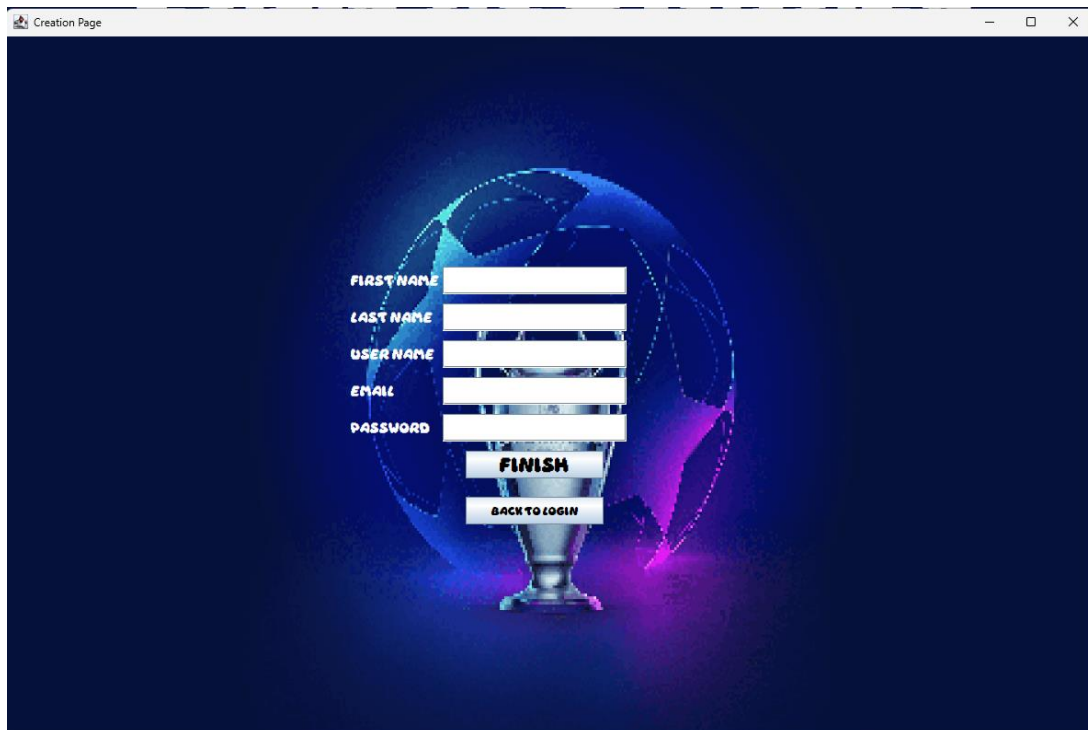 Creation Page
FIRST NAME
LAST NAME
USER NAME
EMAIL
PASSWORD
FINISH
BACK TO LOGIN